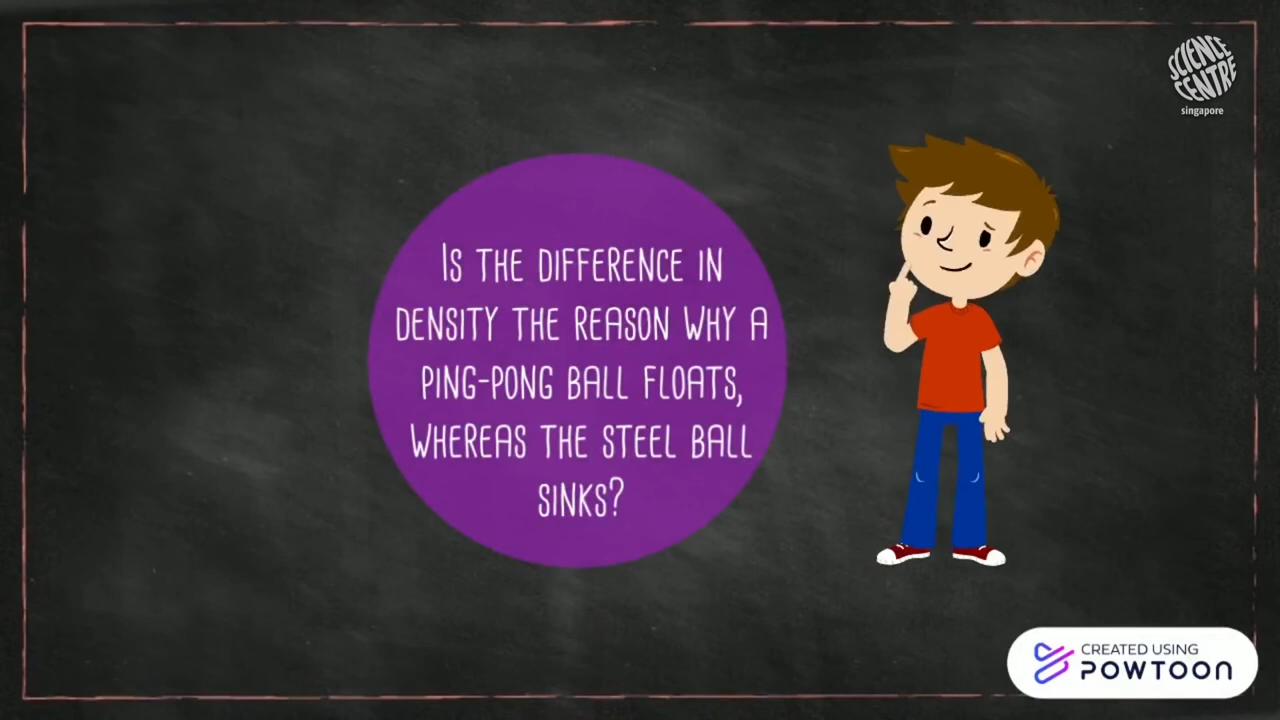 SCIENCE
CENTRE
singapore
IS THE DIFFERENCE IN
DENSITY THE REASON WHY A
PING-PONG BALL FLOATS,
WHEREAS THE STEEL BALL
SINKS?
CREATED USING
POWTOON